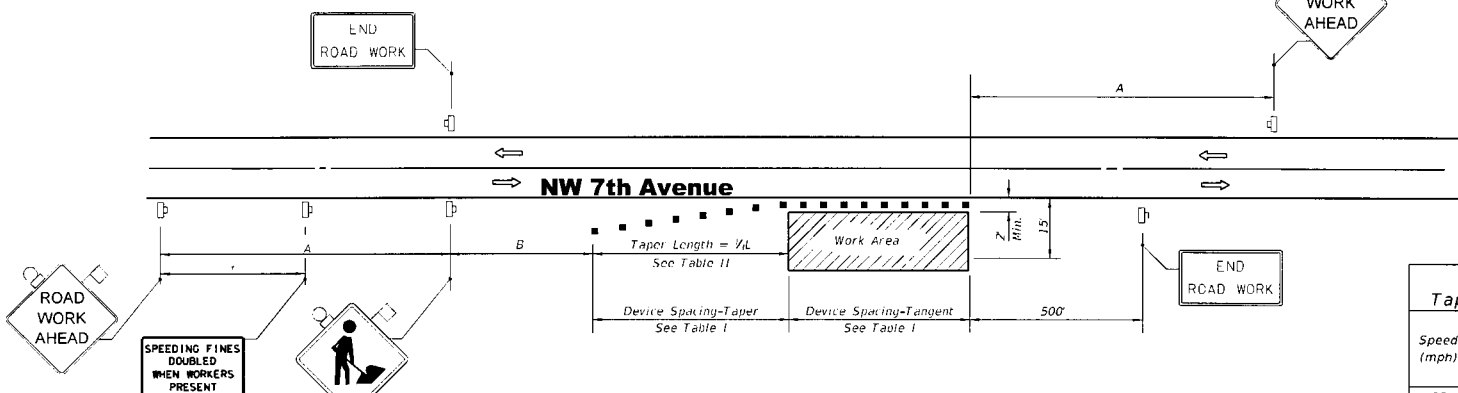 END
ROAD WORK
WORK
AHEAD
A
NW 7th Avenue
A
B
Taper Length =
See Table II
Work Area
2'
Min.
15'
Device Spacing-Taper
See Table I
Device Spacing-Tangent
See Table I
500'
END
ROAD WORK
ROAD
WORK
AHEAD
SPEEDING FINES
DOUBLED
WHEN WORKERS
PRESENT
Tap
Speed
(mph)